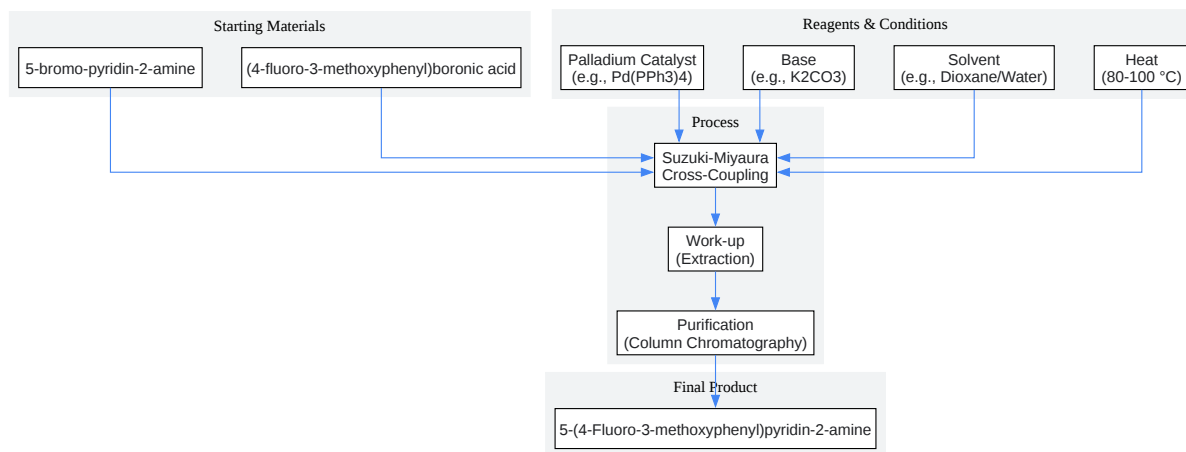 Starting Materials
5-bromo-pyridin-2-amine
(4-fluoro-3-methoxyphenyl)boronic acid
Reagents & Conditions
Palladium Catalyst
(e.g., Pd(PPh3)4)
Base
(e.g., K2CO3)
Solvent
(e.g., Dioxane/Water)
Heat
(80-100 °C)
Process
Suzuki-Miyaura
Cross-Coupling
Work-up
(Extraction)
Purification
(Column Chromatography)
Final Product
5-(4-Fluoro-3-methoxyphenyl)pyridin-2-amine